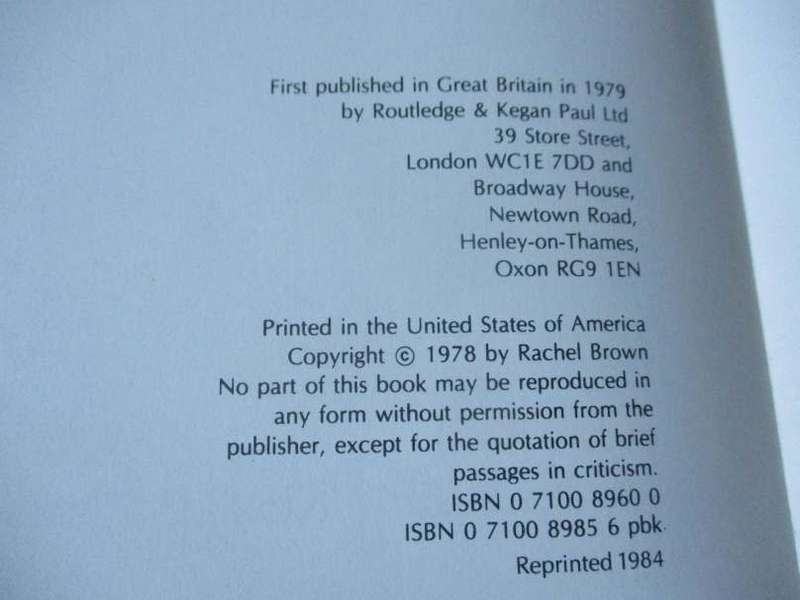 First published in Great Britain in 1979
by Routledge & Kegan Paul Ltd
39 Store Street,
London WC1E 7DD and
Broadway House,
Newtown Road,
Henley-on-Thames,
Oxon RG9 1EN
Printed in the United States of America
Copyright © 1978 by Rachel Brown
No part of this book may be reproduced in
any form without permission from the
publisher, except for the quotation of brief
passages in criticism.
ISBN 0 7100 8960 0
ISBN 0 7100 8985 6 pbk.
Reprinted 1984